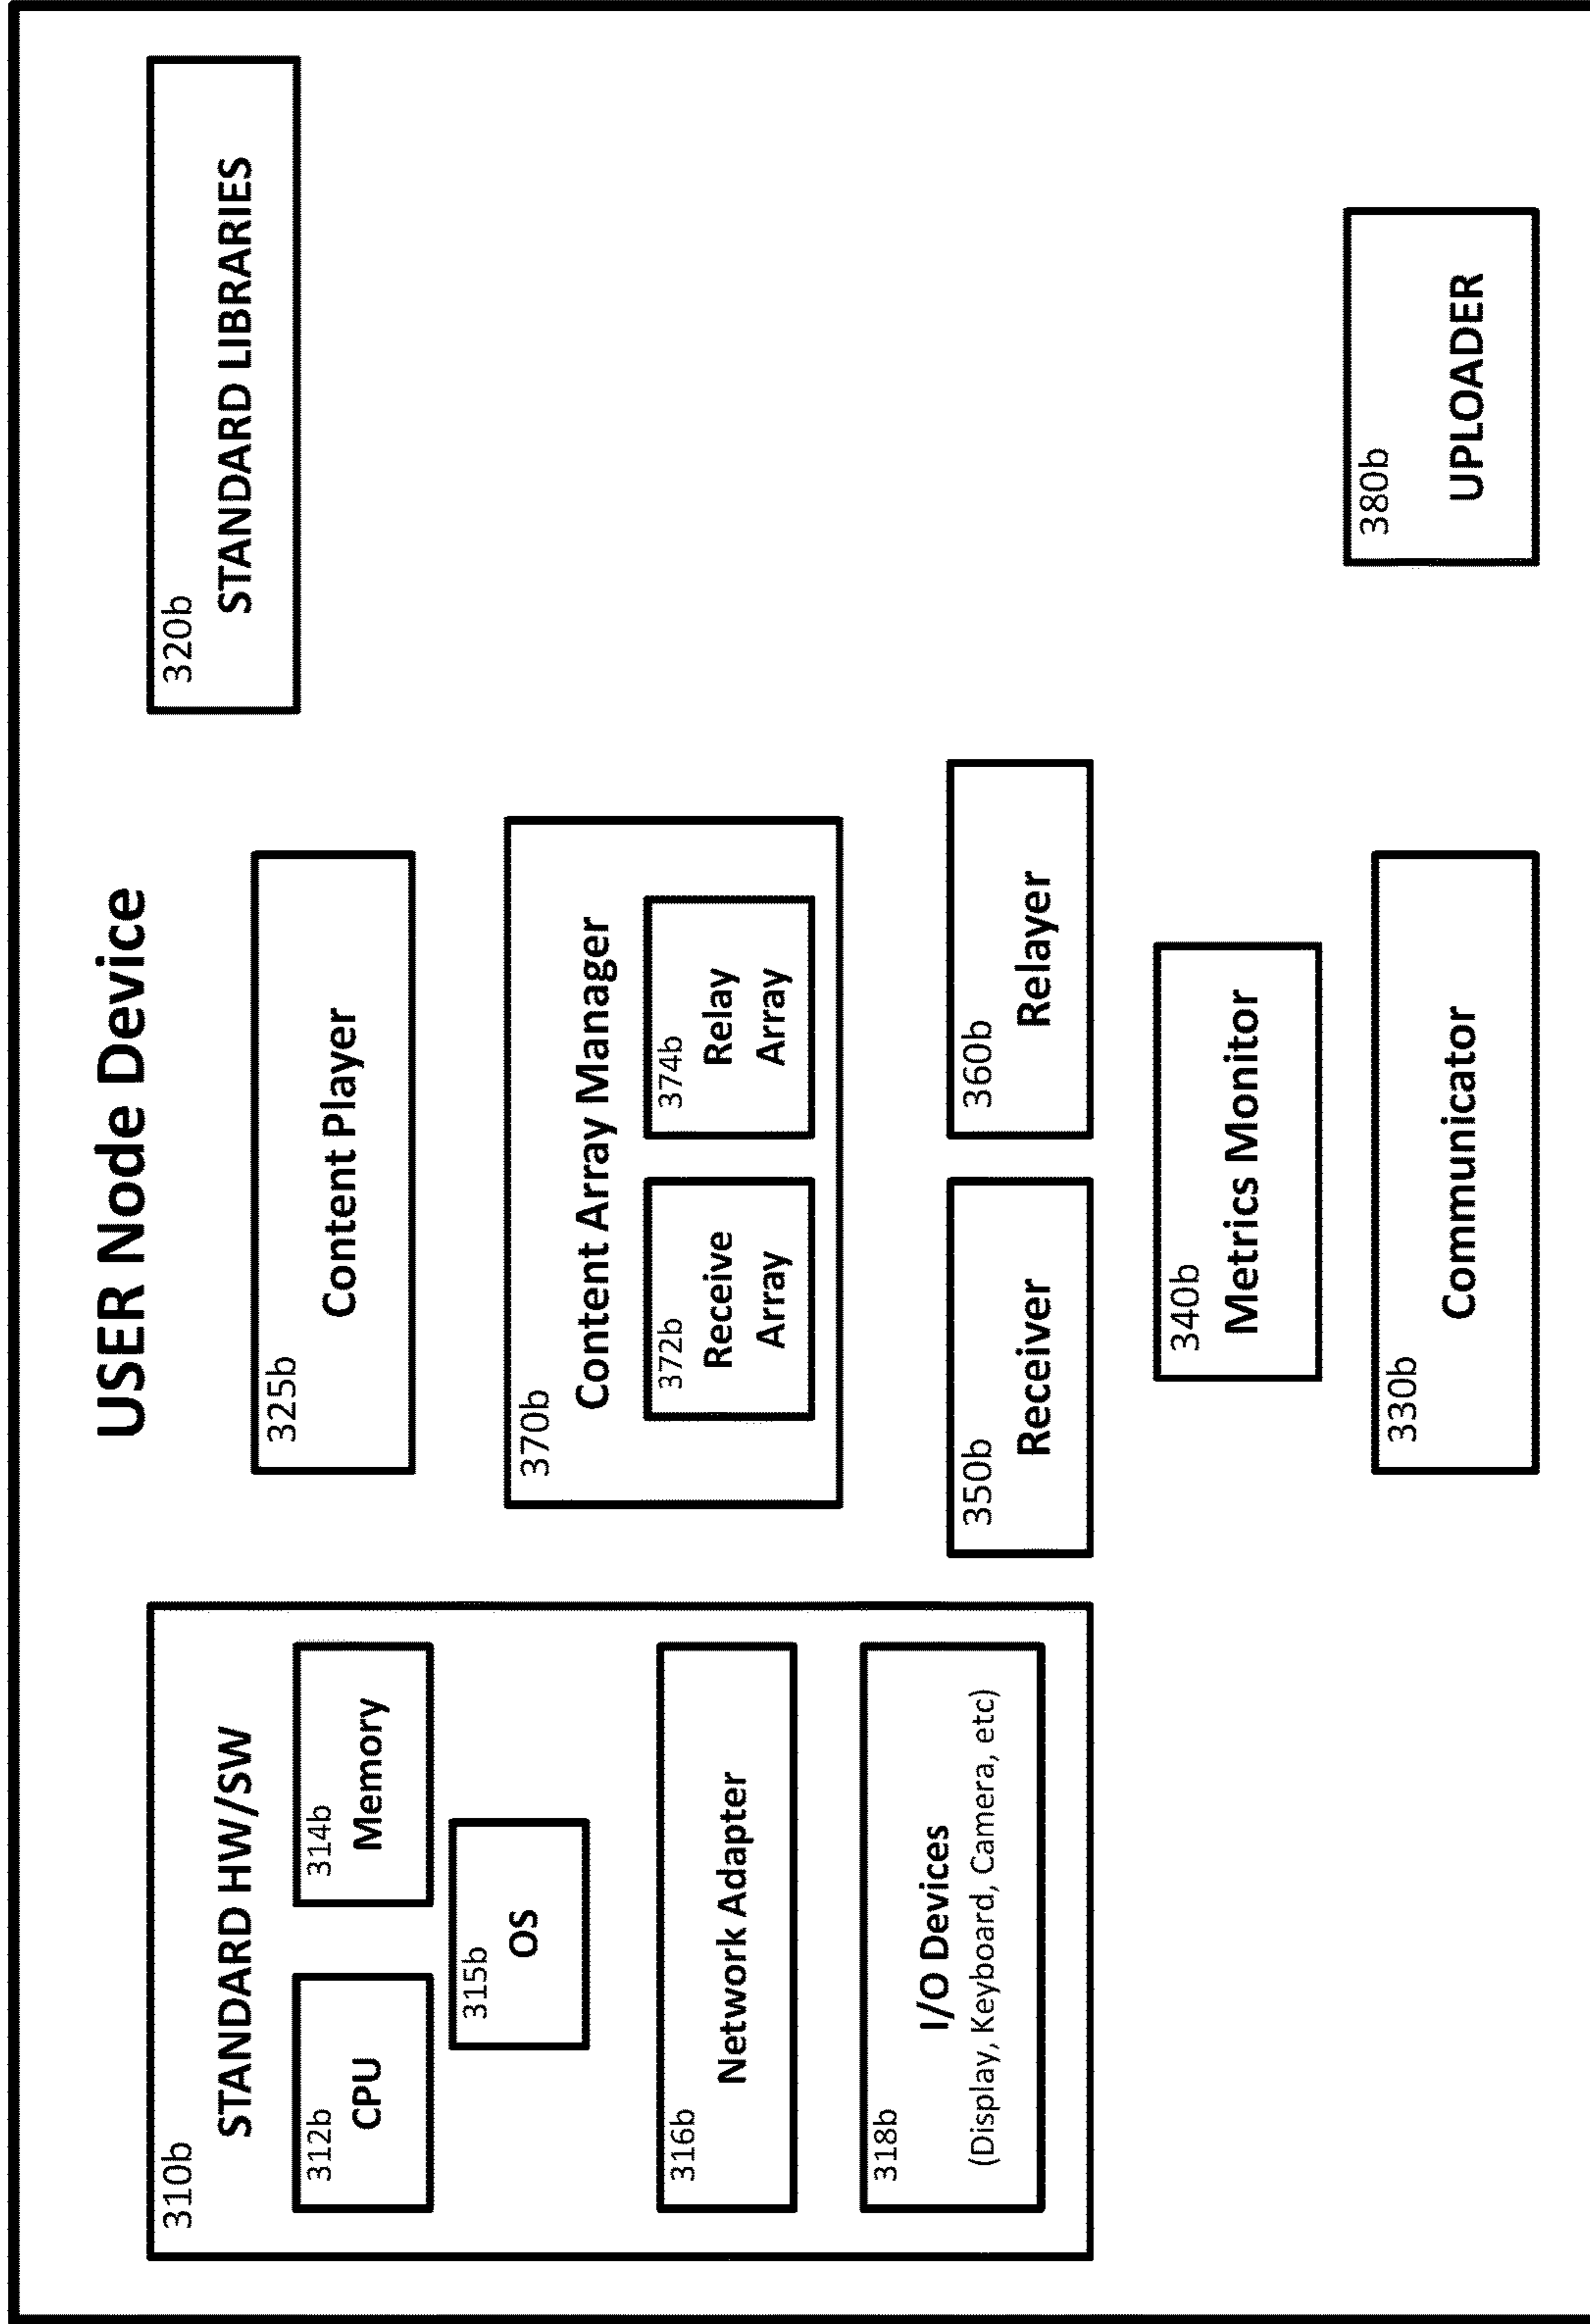 USER Node Device
310b
STANDARD HW/SW
312b
CPU
314b
Memory
315b
OS
316b
Network Adapter
318b
I/O Devices
(Display, Keyboard, Camera, etc)
325b
Content Player
370b
Content Array Manager
372b
Receive
Array
374b
Relay
Array
350b
Receiver
360b
Relayer
340b
Metrics Monitor
330b
Communicator
320b
STANDARD LIBRARIES
380b
UPLOADER